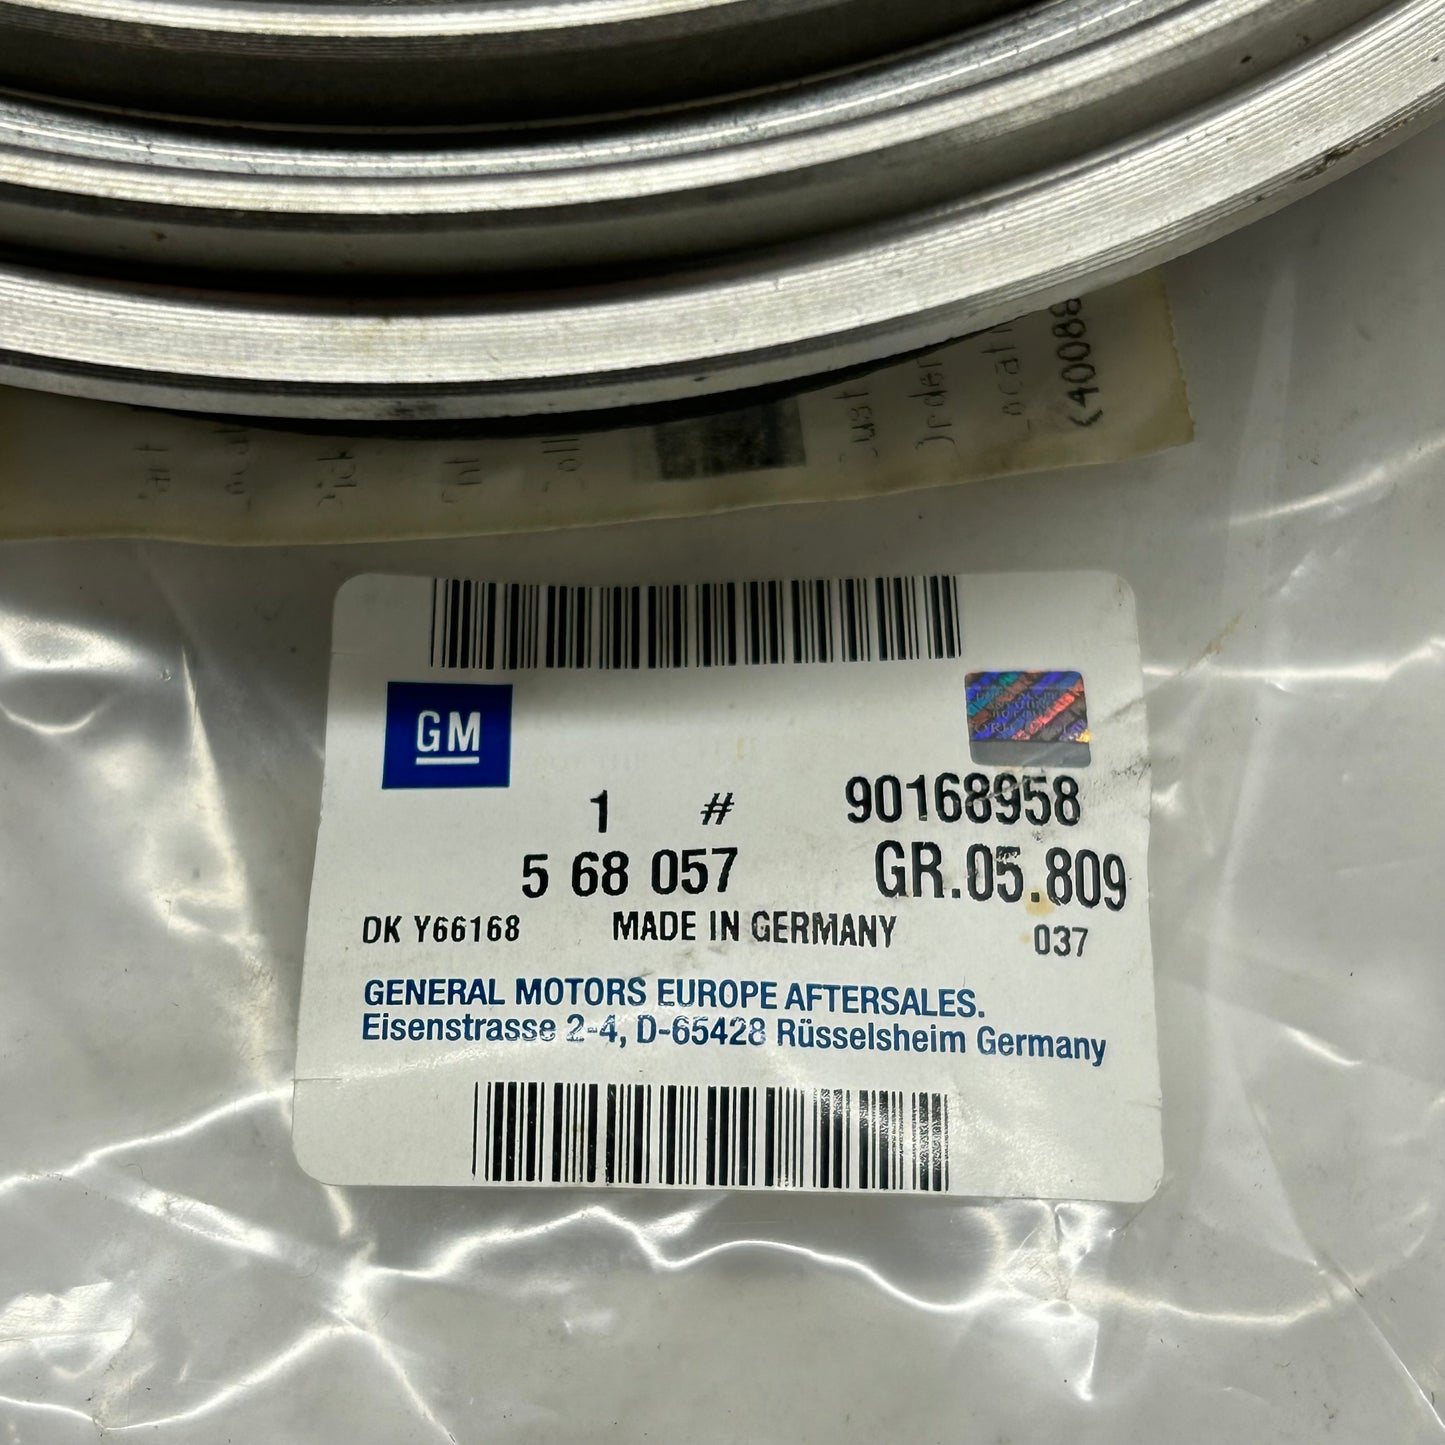 (40088
GM
1 # 90168958
5 68 057 GR.05.809
DK Y66168 MADE IN GERMANY 037
GENERAL MOTORS EUROPE AFTERSALES.
Eisenstrasse 2-4, D-65428 Rüsselsheim Germany